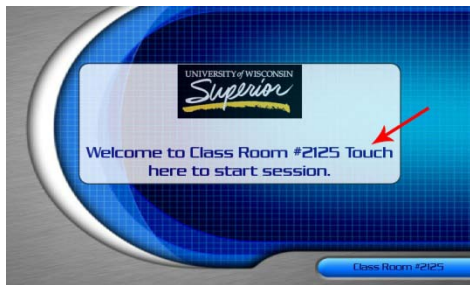 UNIVERSITY of WISCONSIN
Superior
Welcome to Class Room #2125 Touch
here to start session.
Class Room #2125